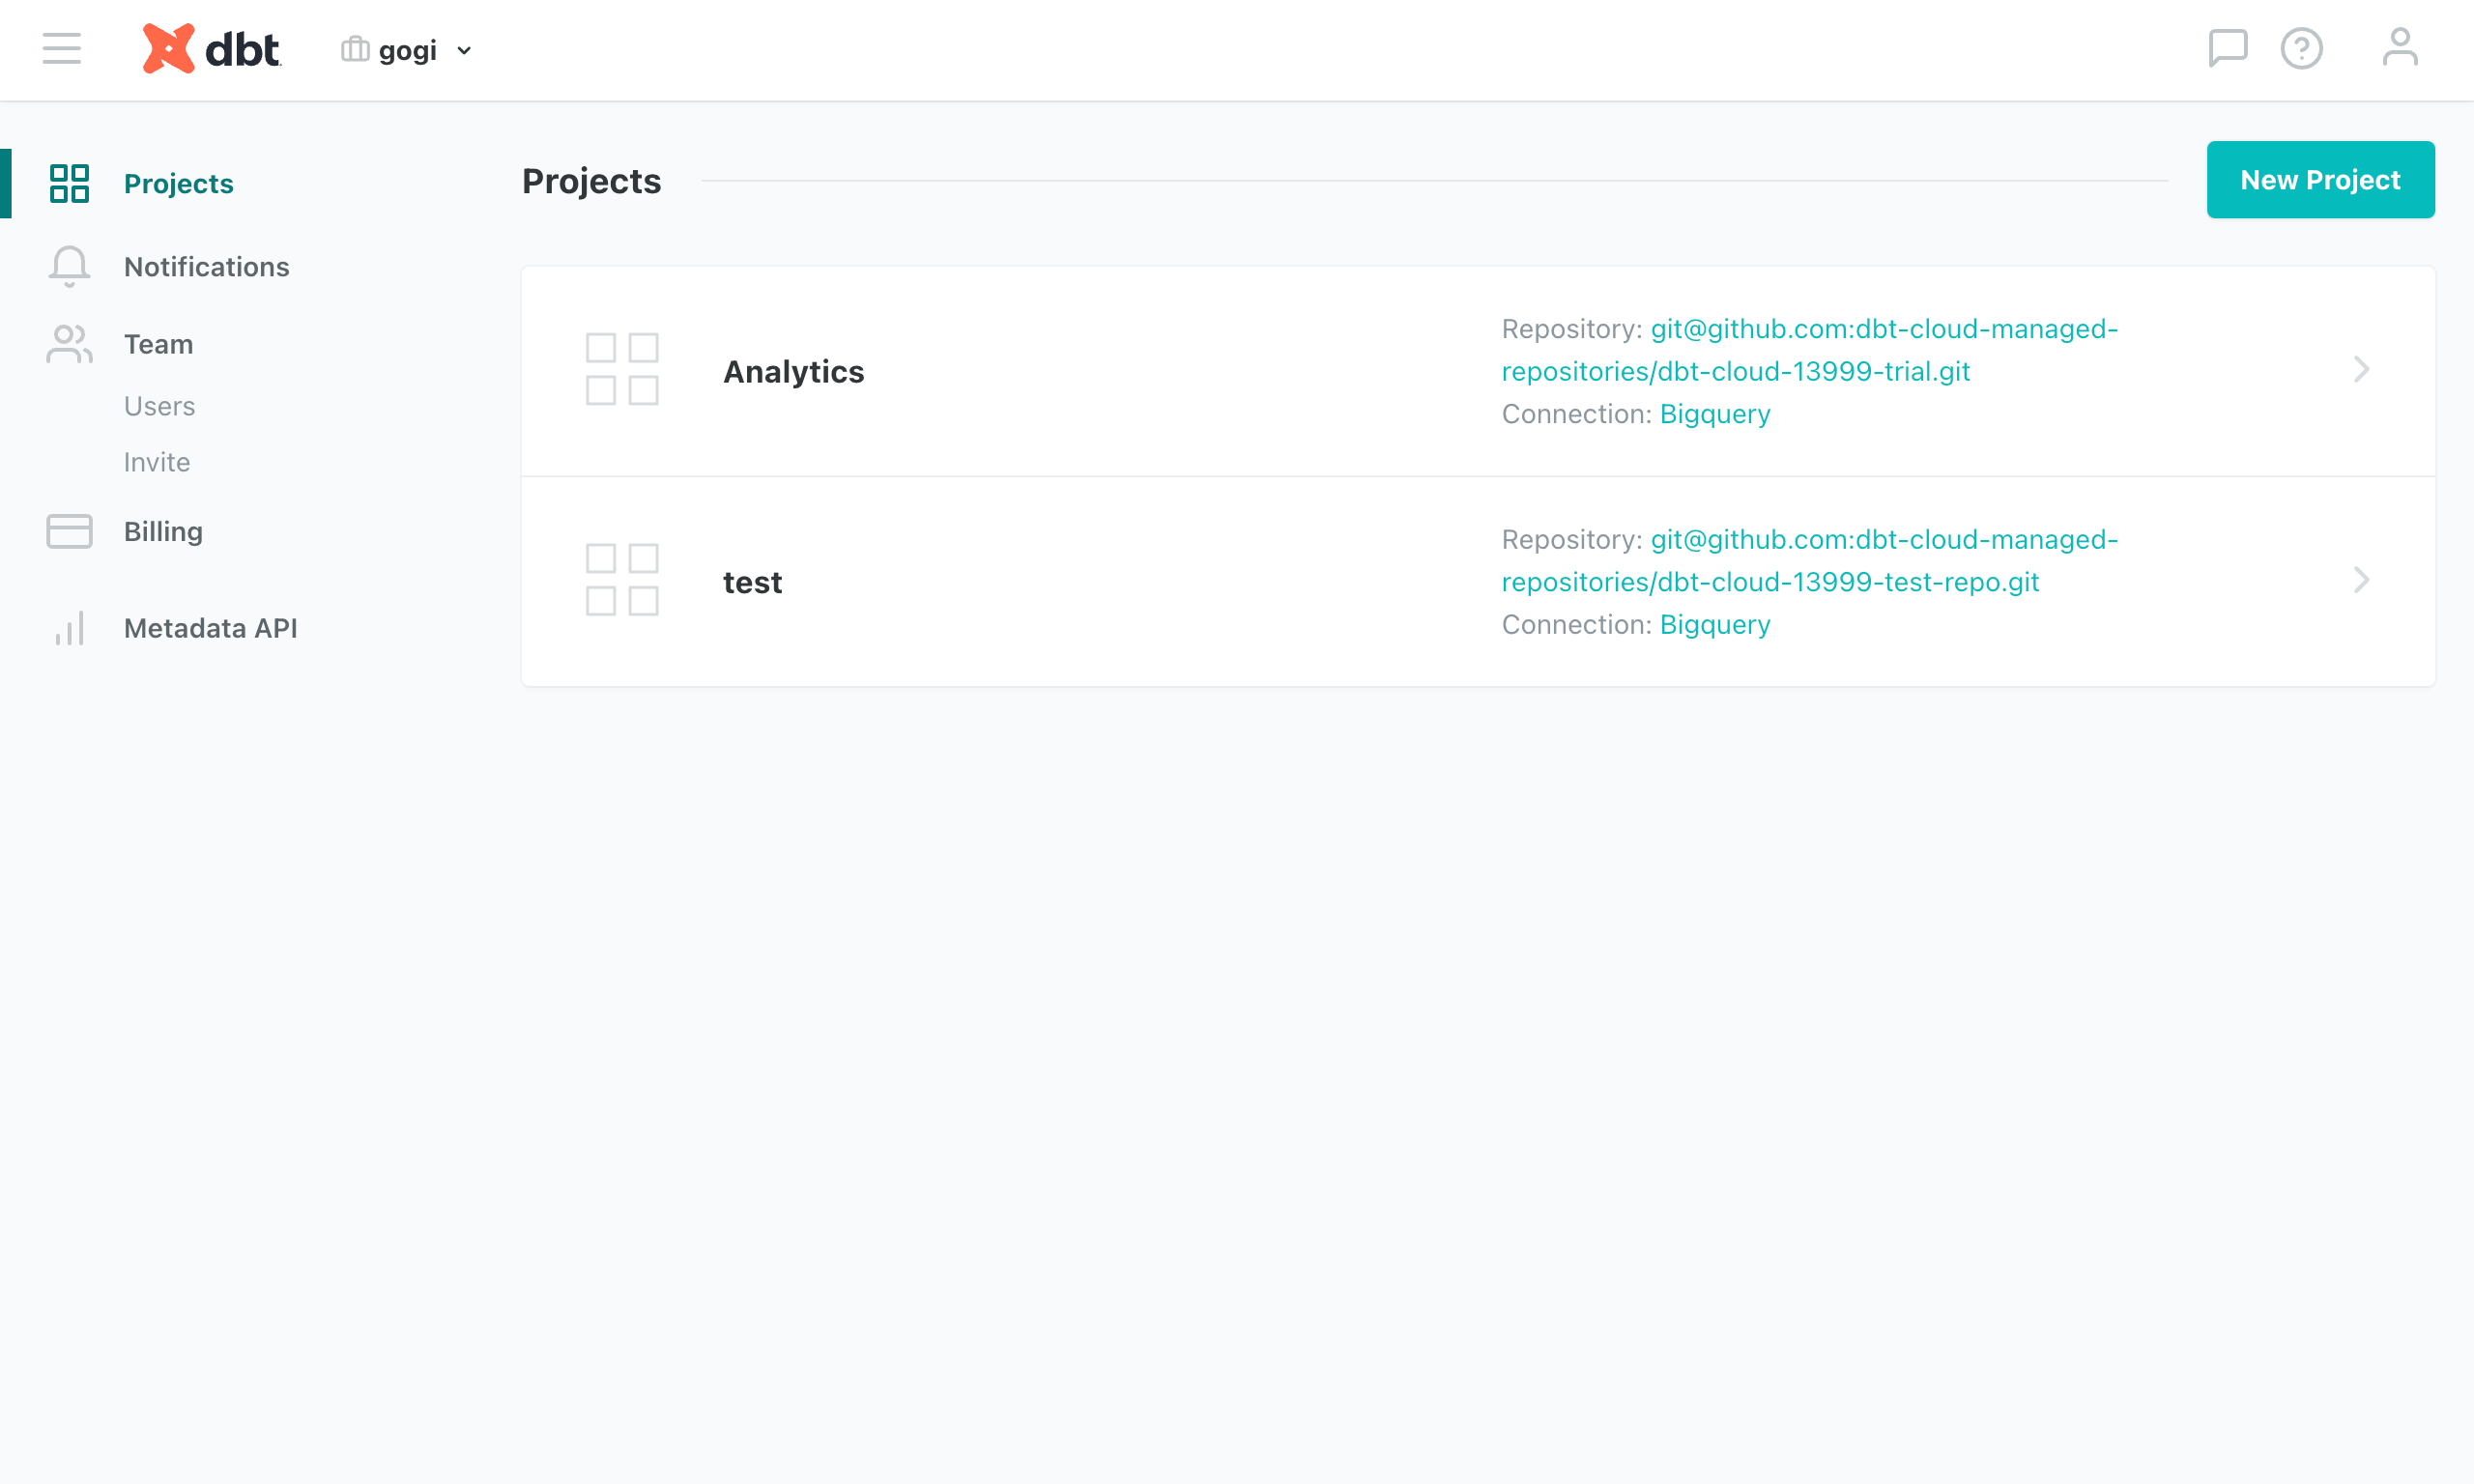 dbt
gogi
Projects
Notifications
Team
Users
Invite
Billing
Metadata API
Projects
New Project
Analytics
Repository: git@github.com:dbt-cloud-managed-
repositories/dbt-cloud-13999-trial.git
Connection: Bigquery
test
Repository: git@github.com:dbt-cloud-managed-
repositories/dbt-cloud-13999-test-repo.git
Connection: Bigquery